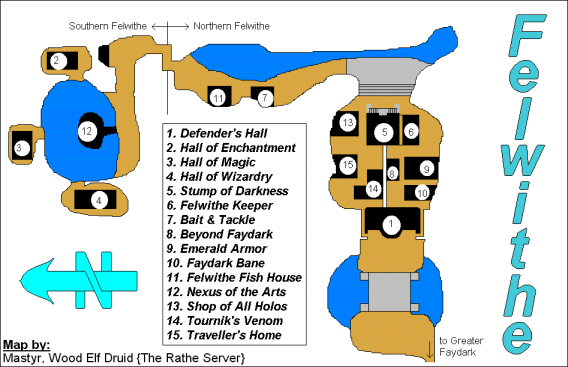 Southern Felwithe
Northern Felwithe
Felwithe
2
11
7
12
3
4
13
5
6
15
8
9
14
10
1
1. Defender's Hall
2. Hall of Enchantment
3. Hall of Magic
4. Hall of Wizardry
5. Stump of Darkness
6. Felwithe Keeper
7. Bait & Tackle
8. Beyond Faydark
9. Emerald Armor
10. Faydark Bane
11. Felwithe Fish House
12. Nexus of the Arts
13. Shop of All Holos
14. Tournik's Venom
15. Traveller's Home
N
to Greater
Faydark
Map by:
Mastyr, Wood Elf Druid {The Rathe Server}